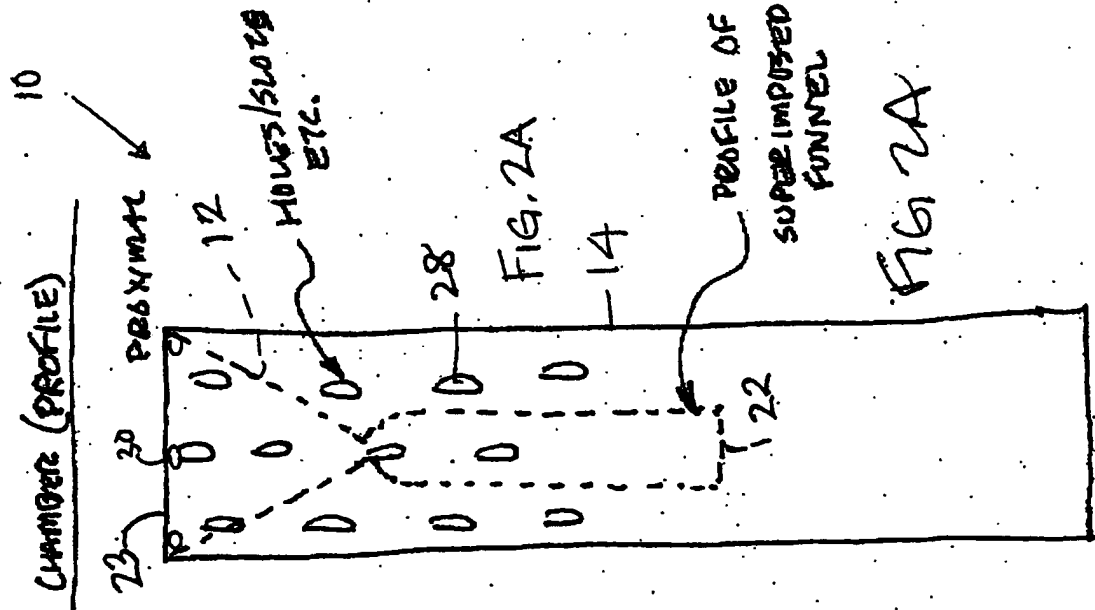 CHAMBER (PROFILE)
PROXIMAL
10
23
20
12
HOLES/SLOTS
ETC.
28
FIG. 2A
14
PROFILE OF
SUPERIMPOSED
FUNNEL
22
FIG 2A